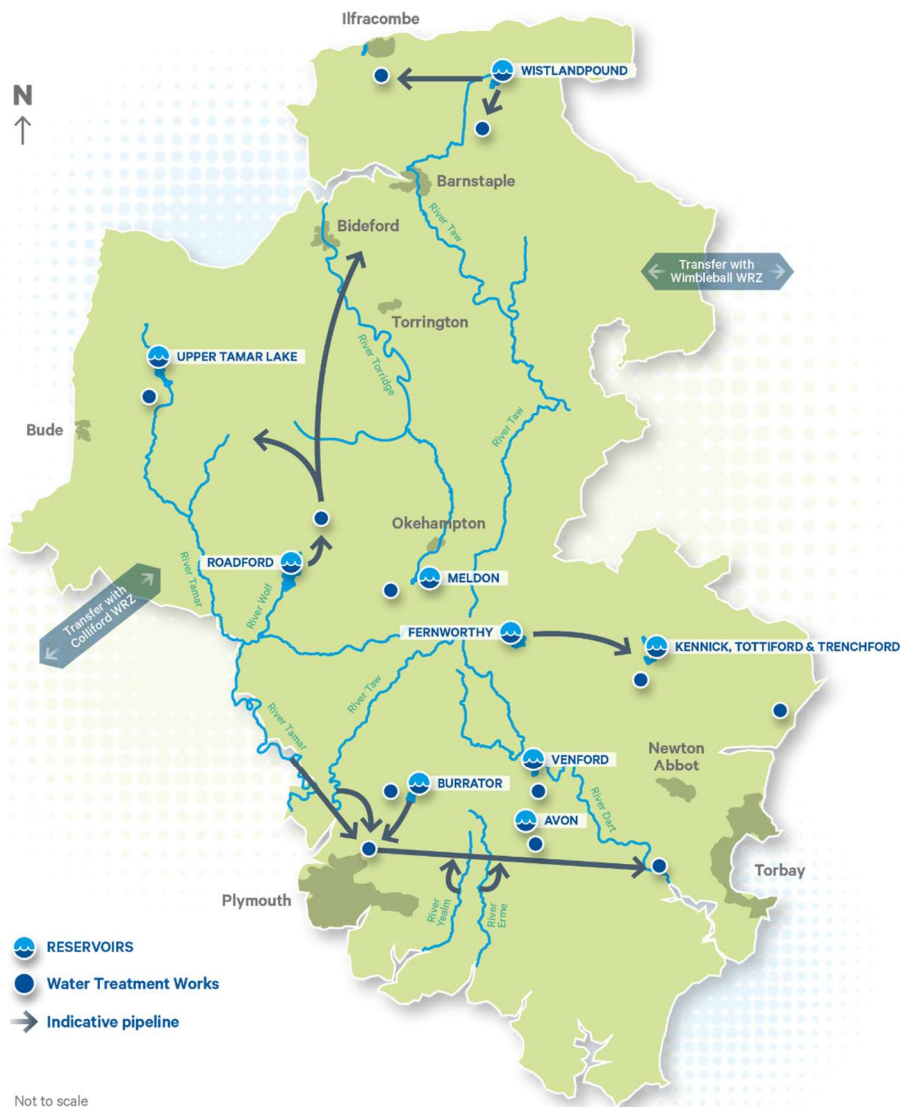 Ilfracombe
WISTLANDPOUND
N
Barnstaple
River Taw
Bideford
Transfer with
Wimbleball WRZ
Torrington
UPPER TAMAR LAKE
River Torridge
River Taw
Bude
Okehampton
ROADFORD
River Tamar
MELDON
River Wolf
Transfer with
Colliford WRZ
FERNWORTHY
KENNICK, TOTTIFORD & TRENCHFORD
River Taw
River Tamar
Newton
Abbot
VENFORD
BURRATOR
AVON
River Dart
Torbay
Plymouth
River
Yealm
River
Erme
RESERVOIRS
Water Treatment Works
Indicative pipeline
Not to scale